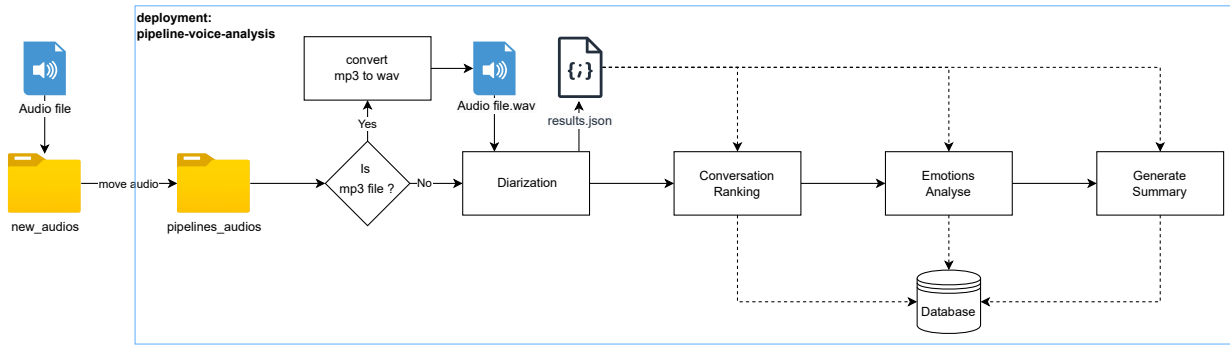 deployment:
pipeline-voice-analysis
Audio file
new_audios
move audio
pipelines_audios
Is
mp3 file ?
Yes
No
convert
mp3 to wav
Audio file.wav
{;}
results.json
Diarization
Conversation
Ranking
Emotions
Analyse
Generate
Summary
Database